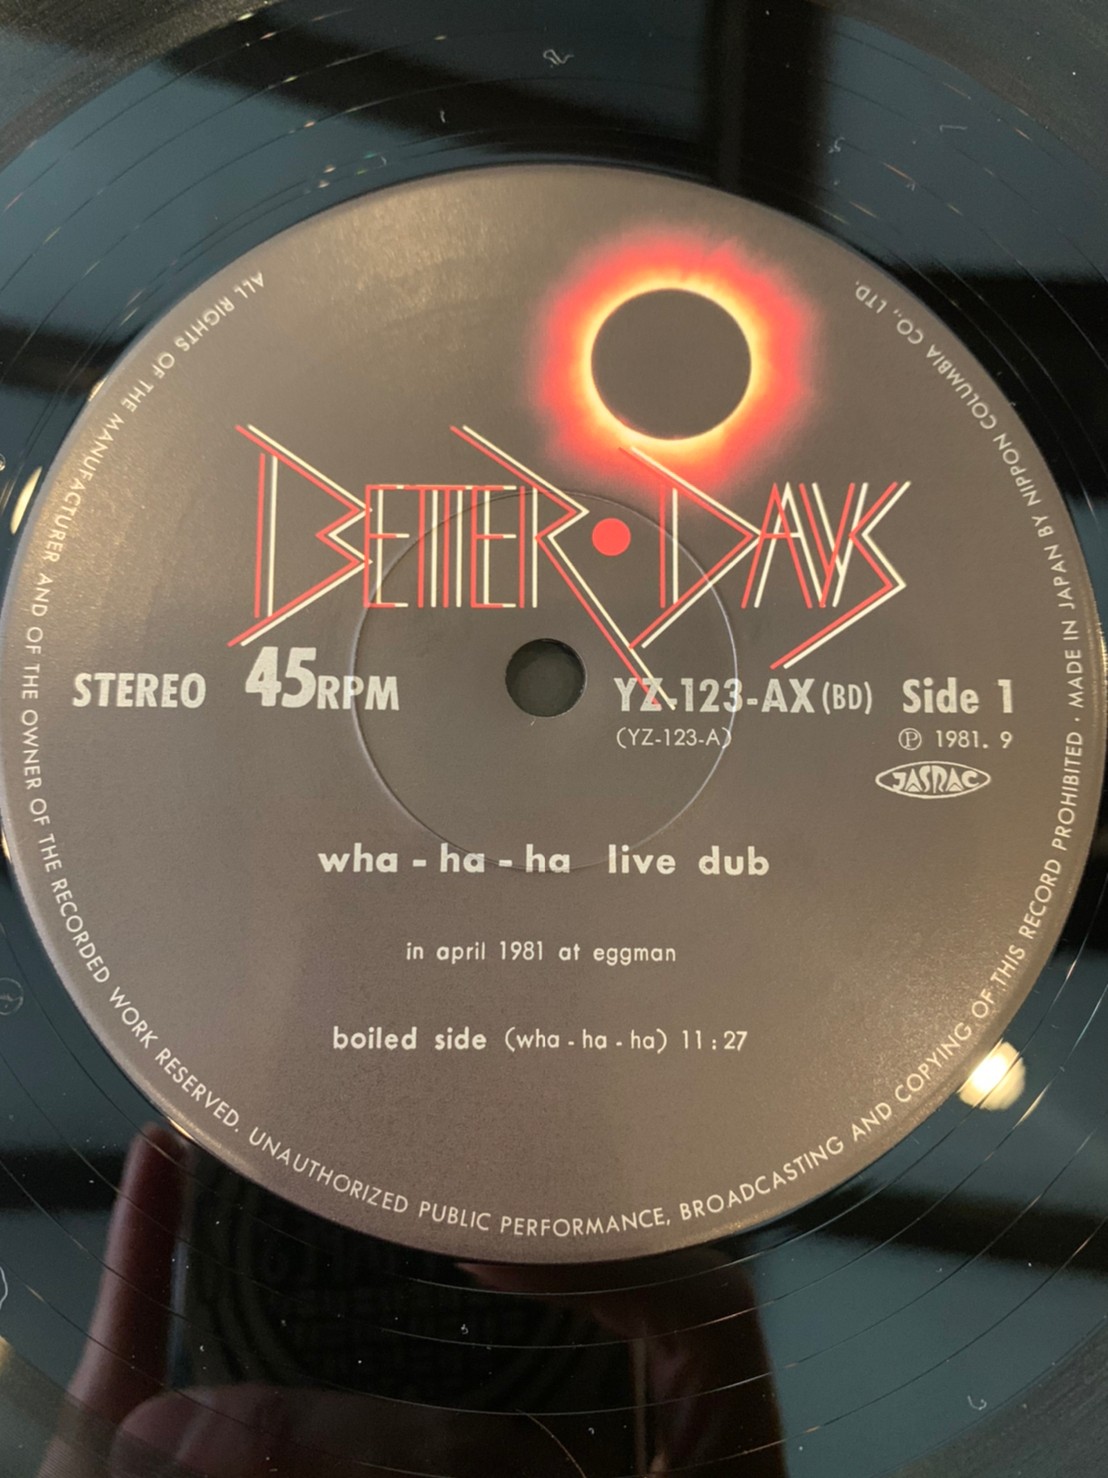 BETTER • DAYS
STEREO 45RPM
YZ-123-AX (BD) Side 1
(YZ-123-A) Ⓟ 1981. 9
JASRAC
wha - ha - ha live dub
in april 1981 at eggman
boiled side (wha - ha - ha) 11 : 27
ALL RIGHTS OF THE MANUFACTURER AND OF THE OWNER OF THE RECORDED WORK RESERVED. UNAUTHORIZED PUBLIC PERFORMANCE, BROADCASTING AND COPYING OF THIS RECORD PROHIBITED • MADE IN JAPAN BY NIPPON COLUMBIA CO., LTD.